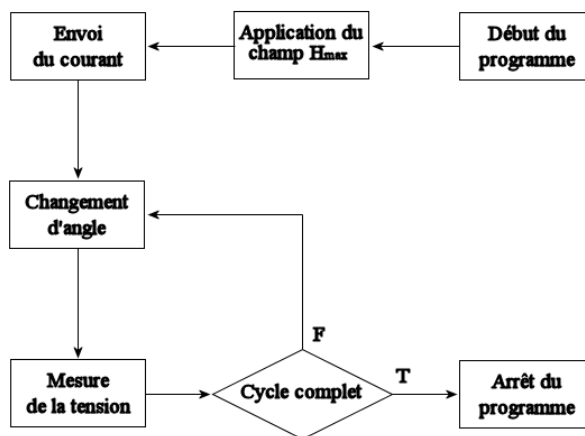 Envoi
du courant
Application du
champ Hmax
Début du
programme
Changement
d'angle
F
Mesure
de la tension
Cycle complet
T
Arrêt du
programme